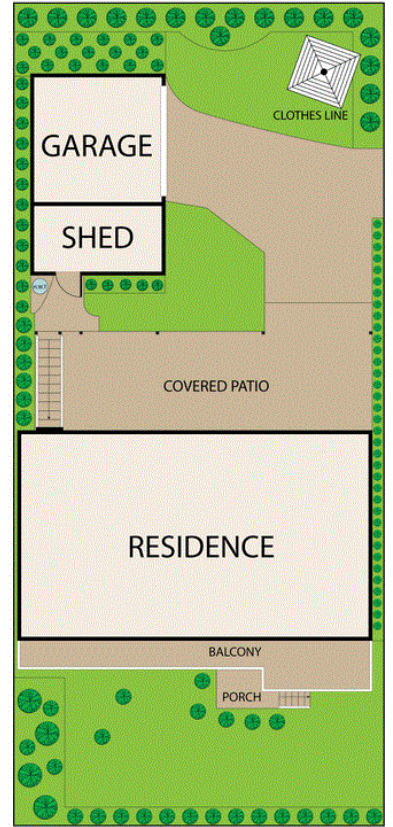 CLOTHES LINE
GARAGE
SHED
H.W.T
COVERED PATIO
RESIDENCE
BALCONY
PORCH